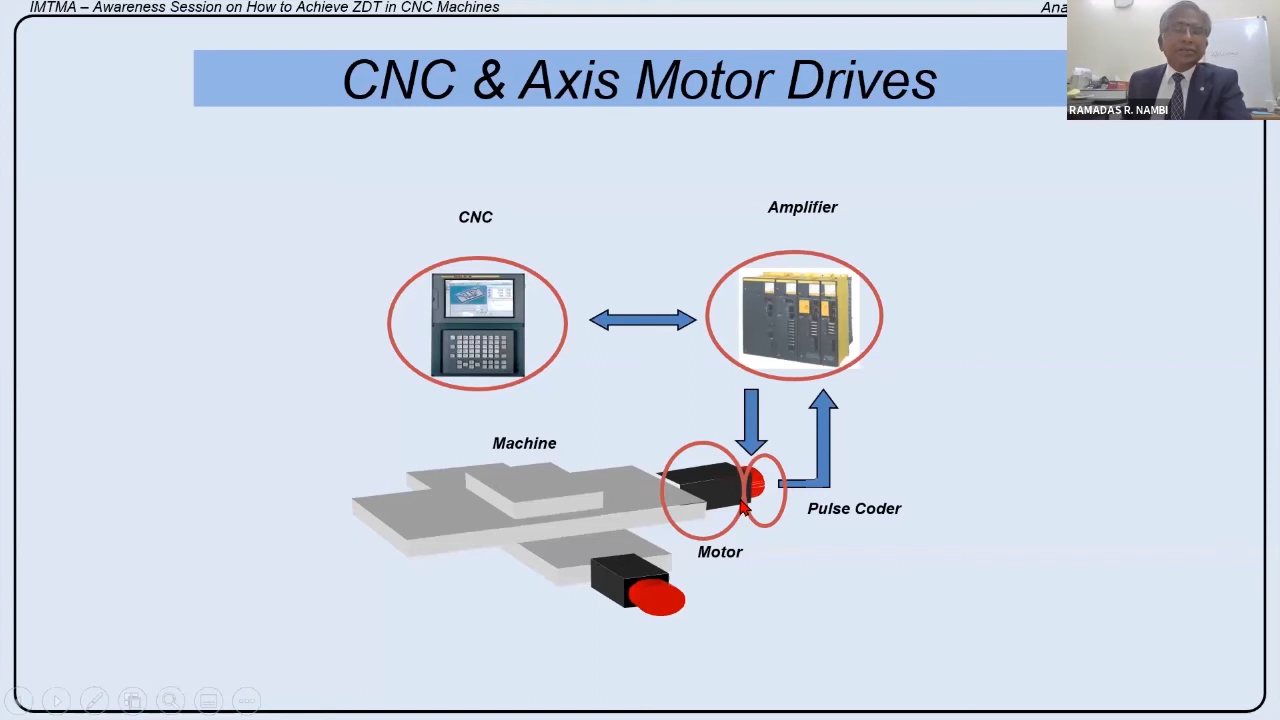 IMTMA – Awareness Session on How to Achieve ZDT in CNC Machines
Ana
CNC & Axis Motor Drives
RAMADAS R. NAMBI
CNC
Amplifier
Machine
Pulse Coder
Motor